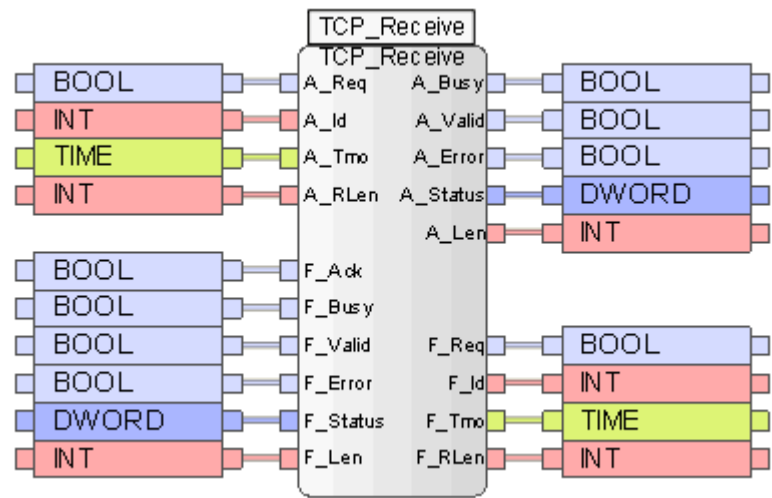 TCP_Receive
TCP_Receive
BOOL A_Req A_Busy BOOL
INT A_Id A_Valid BOOL
TIME A_Tmo A_Error BOOL
INT A_RLen A_Status DWORD
A_Len INT
BOOL F_Ack
BOOL F_Busy
BOOL F_Valid F_Req BOOL
BOOL F_Error F_Id INT
DWORD F_Status F_Tmo TIME
INT F_Len F_RLen INT